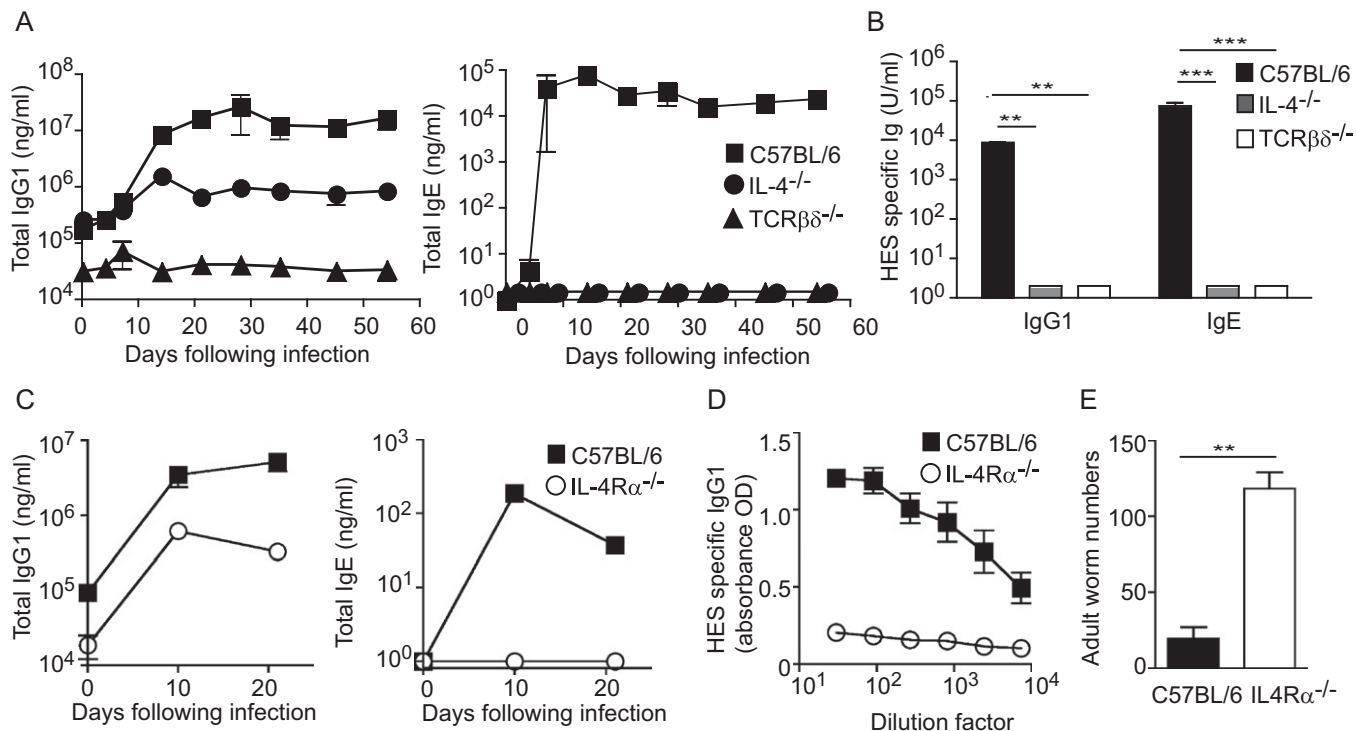 A
Total IgG1 (ng/ml)
10⁸
10⁷
10⁶
10⁵
10⁴
0 10 20 30 40 50 60
Days following infection
Total IgE (ng/ml)
10⁵
10⁴
10³
10²
10¹
10⁰
0 10 20 30 40 50 60
Days following infection
C57BL/6
IL-4⁻/⁻
TCRβδ⁻/⁻
B
HES specific Ig (U/ml)
10⁶
10⁵
10⁴
10³
10²
10¹
10⁰
**
**
***
***
IgG1 IgE
C57BL/6
IL-4⁻/⁻
TCRβδ⁻/⁻
C
Total IgG1 (ng/ml)
10⁷
10⁶
10⁵
10⁴
0 10 20
Days following infection
Total IgE (ng/ml)
10³
10²
10¹
10⁰
0 10 20
Days following infection
C57BL/6
IL-4Rα⁻/⁻
D
HES specific IgG1
(absorbance OD)
1.5
1.0
0.5
0
10¹ 10² 10³ 10⁴
Dilution factor
C57BL/6
IL-4Rα⁻/⁻
E
Adult worm numbers
150
100
50
0
**
C57BL/6 IL4Rα⁻/⁻